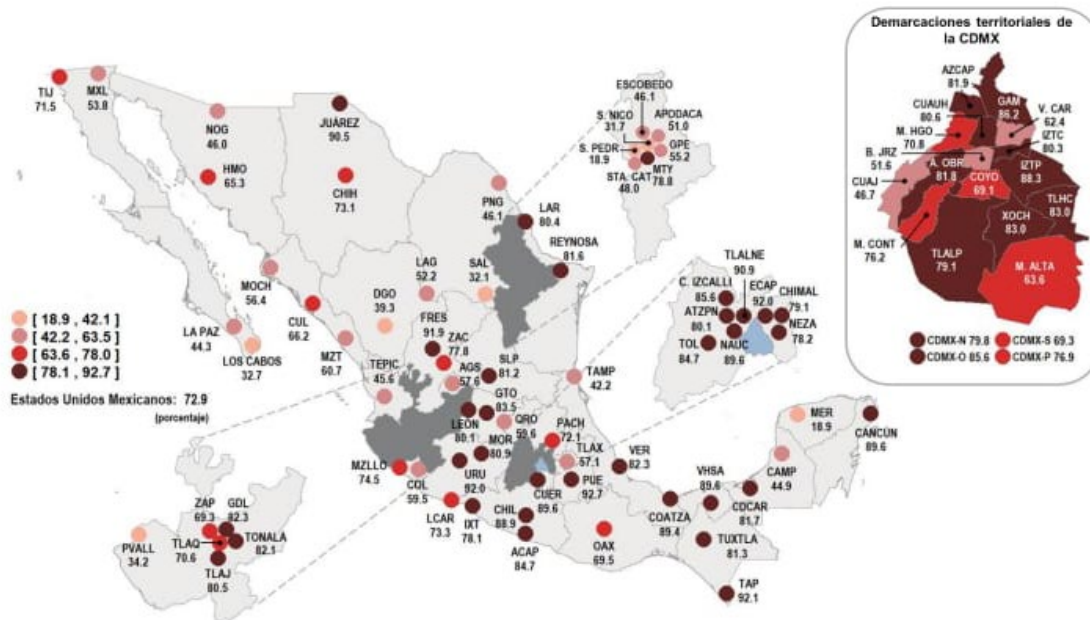 Demarcaciones territoriales de
la CDMX
AZCAP
81.9
CUAUH
80.6
GAM
86.2
V. CAR
62.4
M. HGO
70.8
IZTC
80.3
B. JRZ
51.6
A. OBR
81.8
IZTP
88.3
CUAJ
46.7
COYO
69.1
TLHC
83.0
XOCH
83.0
M. CONT
76.2
TLALP
79.1
M. ALTA
63.6
CDMX-N 79.8
CDMX-S 69.3
CDMX-O 85.6
CDMX-P 76.9
TIJ
71.5
MXL
53.8
NOG
46.0
JUÁREZ
90.5
HMO
65.3
CHIH
73.1
ESCOBEDO
46.1
S. NICO
31.7
APODACA
51.0
S. PEDR
18.9
GPE
55.2
STA. CAT
48.0
MTY
78.8
PNG
46.1
LAR
80.4
REYNOSA
81.6
MOCH
56.4
LAG
52.2
SAL
32.1
DGO
39.3
LA PAZ
44.3
LOS CABOS
32.7
CUL
66.2
MZT
60.7
FRES
91.9
ZAC
77.8
TEPIC
45.6
AGS
57.6
SLP
81.2
TAMP
42.2
GTO
83.5
LEÓN
80.1
QRO
59.6
MOR
80.9
PACH
72.1
TLAX
57.1
MZLLO
74.5
COL
59.5
URU
92.0
LCAR
73.3
IXT
78.1
CHIL
88.9
ACAP
84.7
CUER
89.6
PUE
92.7
VER
82.3
OAX
69.5
COATZA
89.4
VHSA
89.6
CDCAR
81.7
TUXTLA
81.3
TAP
92.1
CAMP
44.9
MER
18.9
CANCÚN
89.6
TLALNE
90.9
C. IZCALLI
85.6
ECAP
92.0
CHIMAL
79.1
ATZPN
80.1
NEZA
78.2
TOL
84.7
NAUC
89.6
[ 18.9 , 42.1 ]
[ 42.2 , 63.5 ]
[ 63.6 , 78.0 ]
[ 78.1 , 92.7 ]
Estados Unidos Mexicanos: 72.9
(porcentaje)
ZAP
69.3
GDL
82.3
PVALL
34.2
TLAQ
70.6
TONALA
82.1
TLAJ
80.5